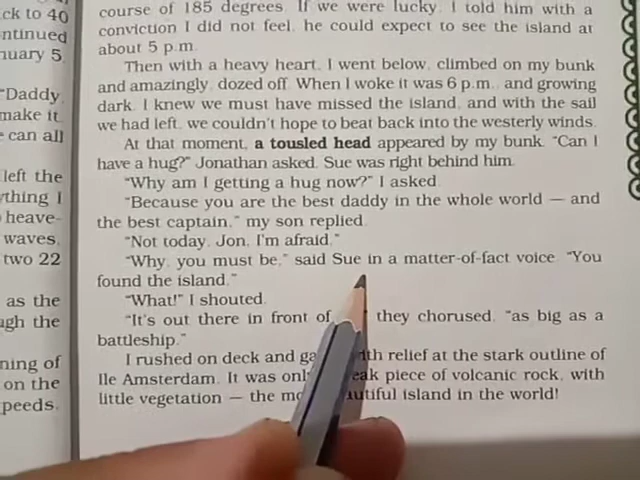 ck to 40
ntinued
nuary 5,
"Daddy,
make it.
e can all
left the
ything I
heave-
waves,
two 22
as the
ugh the
ning of
on the
peeds,
course of 185 degrees. If we were lucky, I told him with a
conviction I did not feel, he could expect to see the island at
about 5 p.m.
Then with a heavy heart, I went below, climbed on my bunk
and amazingly, dozed off. When I woke it was 6 p.m., and growing
dark. I knew we must have missed the island, and with the sail
we had left, we couldn't hope to beat back into the westerly winds.
At that moment, a tousled head appeared by my bunk. "Can I
have a hug?" Jonathan asked. Sue was right behind him.
"Why am I getting a hug now?" I asked.
"Because you are the best daddy in the whole world — and
the best captain," my son replied.
"Not today, Jon, I'm afraid."
"Why, you must be," said Sue in a matter-of-fact voice. "You
found the island."
"What!" I shouted.
"It's out there in front of they chorused, "as big as a
battleship."
I rushed on deck and ga ith relief at the stark outline of
Ile Amsterdam. It was onl eak piece of volcanic rock, with
little vegetation — the mo autiful island in the world!